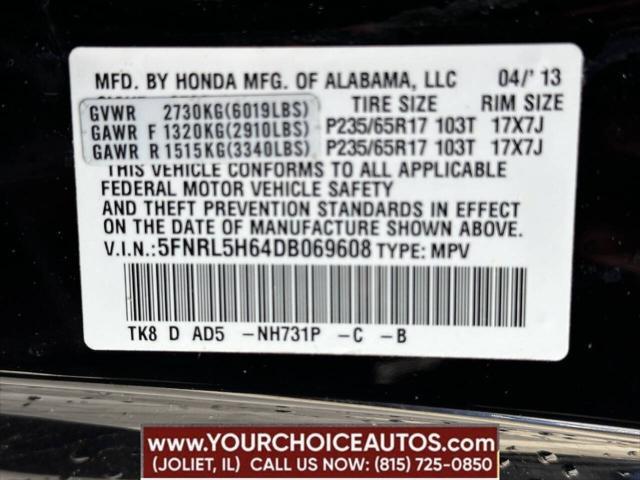 MFD. BY HONDA MFG. OF ALABAMA, LLC 04/'13
TIRE SIZE RIM SIZE
GVWR 2730KG(6019LBS)
GAWR F 1320KG(2910LBS) P235/65R17 103T 17X7J
GAWR R 1515KG(3340LBS) P235/65R17 103T 17X7J
THIS VEHICLE CONFORMS TO ALL APPLICABLE
FEDERAL MOTOR VEHICLE SAFETY
AND THEFT PREVENTION STANDARDS IN EFFECT
ON THE DATE OF MANUFACTURE SHOWN ABOVE.
V.I.N.: 5FNRL5H64DB069608 TYPE: MPV
TK8 D AD5 -NH731P -C -B
WWW.YOURCHOICEAUTOS.COM
(JOLIET, IL) CALL US NOW: (815) 725-0850